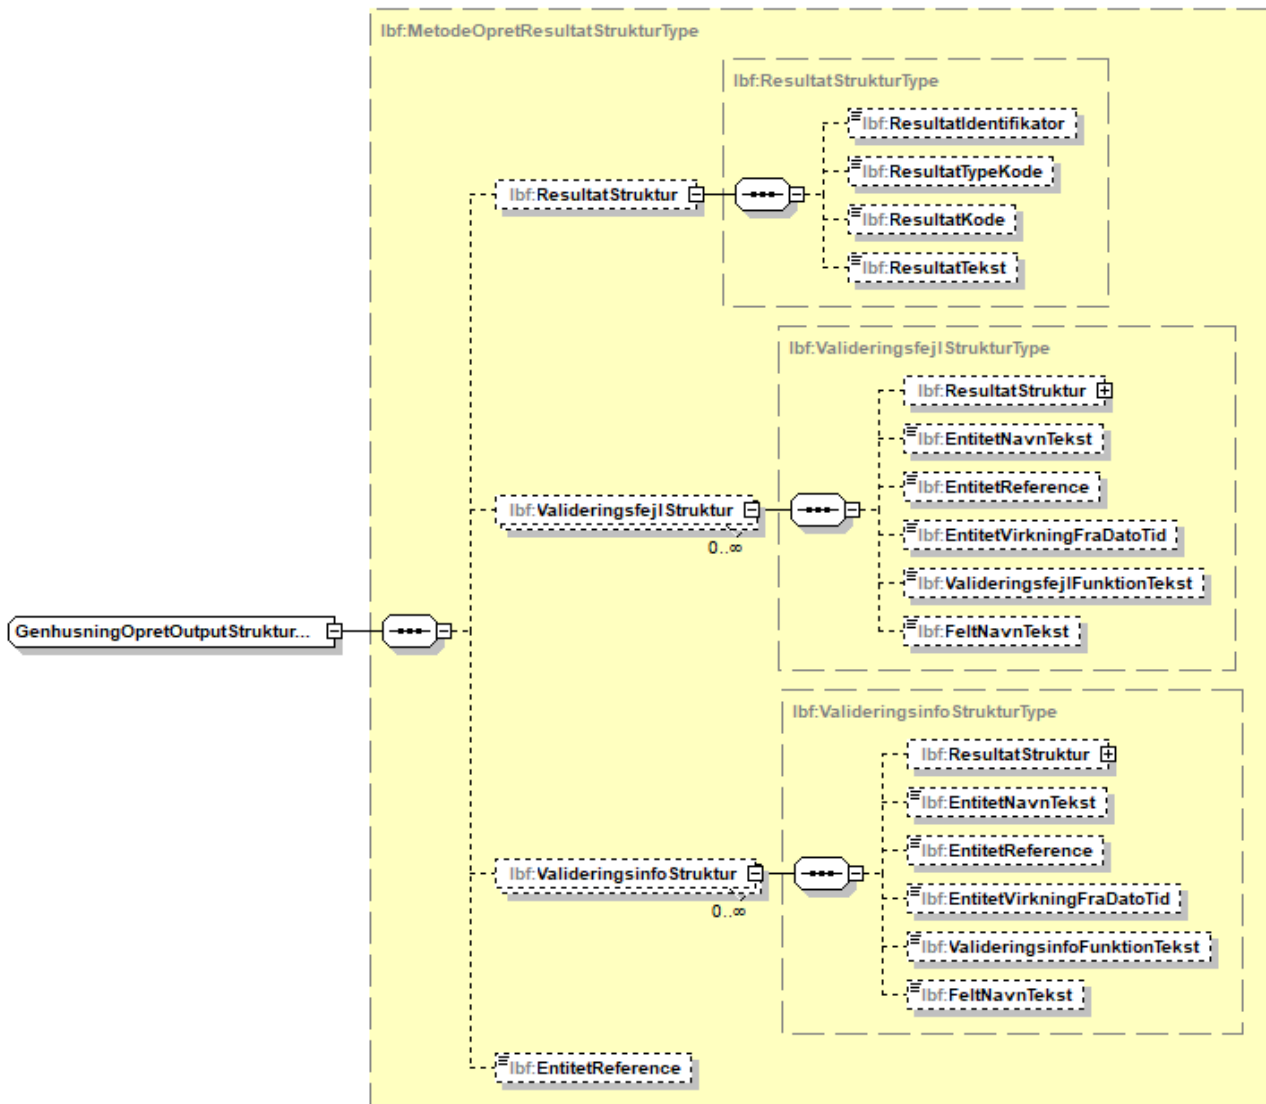 lbf:MetodeOpretResultatStrukturType
lbf:ResultatStrukturType
lbf:ResultatIdentifikator
lbf:ResultatTypeKode
lbf:ResultatStruktur
lbf:ResultatKode
lbf:ResultatTekst
lbf:ValideringsfejlStrukturType
lbf:ResultatStruktur
lbf:EntitetNavnTekst
lbf:EntitetReference
lbf:ValideringsfejlStruktur
0..∞
lbf:EntitetVirkningFraDatoTid
lbf:ValideringsfejlFunktionTekst
lbf:FeltNavnTekst
GenhusningOpretOutputStruktur...
lbf:ValideringsinfoStrukturType
lbf:ResultatStruktur
lbf:EntitetNavnTekst
lbf:EntitetReference
lbf:ValideringsinfoStruktur
0..∞
lbf:EntitetVirkningFraDatoTid
lbf:ValideringsinfoFunktionTekst
lbf:FeltNavnTekst
lbf:EntitetReference